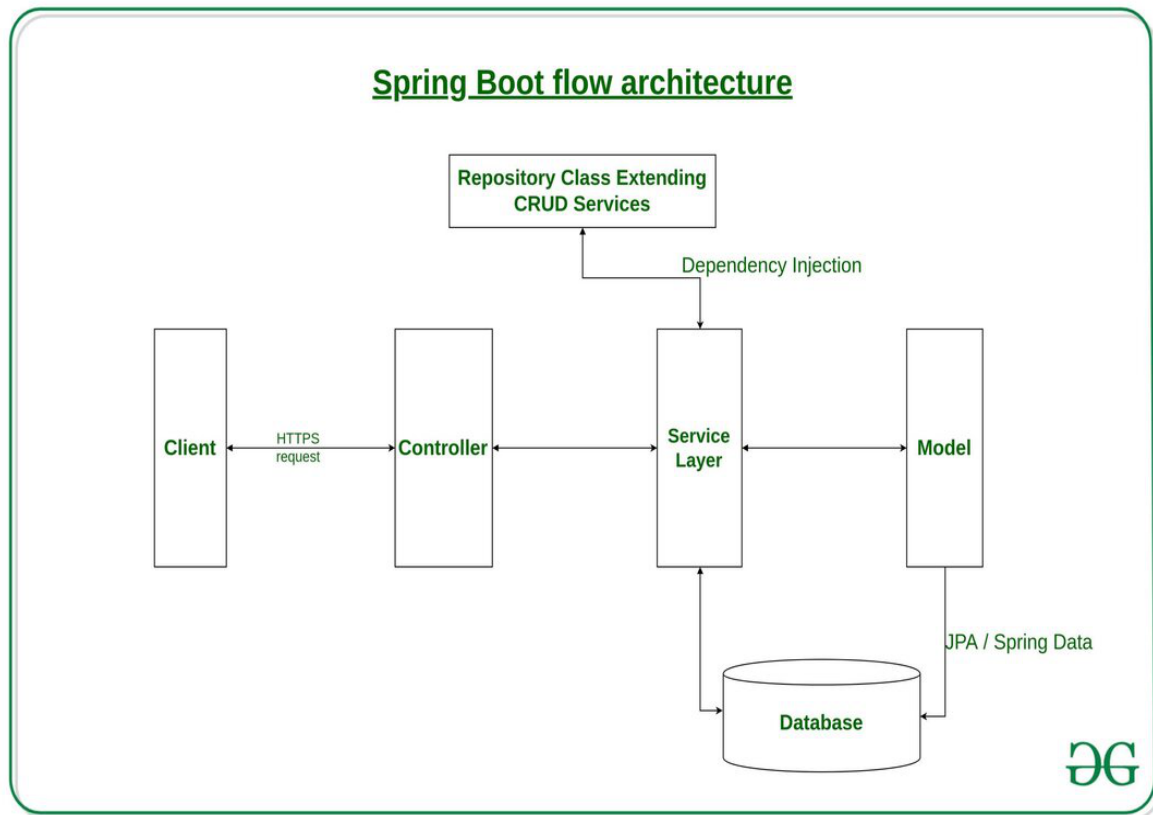 Spring Boot flow architecture
Repository Class Extending
CRUD Services
Dependency Injection
Client
HTTPS
request
Controller
Service
Layer
Model
JPA / Spring Data
Database